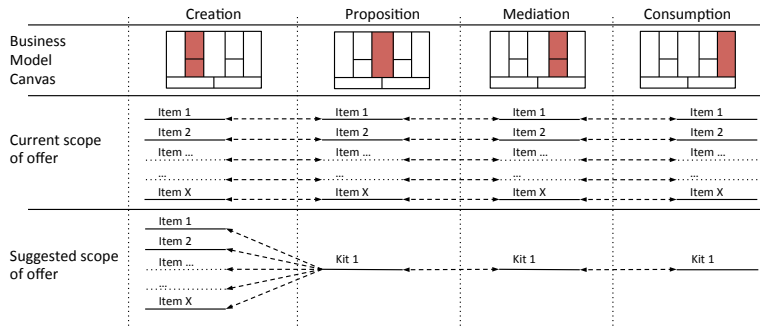 Creation Proposition Mediation Consumption
Business
Model
Canvas
Item 1 Item 1 Item 1 Item 1
Current scope
of offer
Item 2 Item 2 Item 2 Item 2
Item ... Item ... Item ... Item ...
... ... ... ...
Item X Item X Item X Item X
Suggested scope
of offer
Item 1
Item 2
Item ... Kit 1 Kit 1 Kit 1
...
Item X